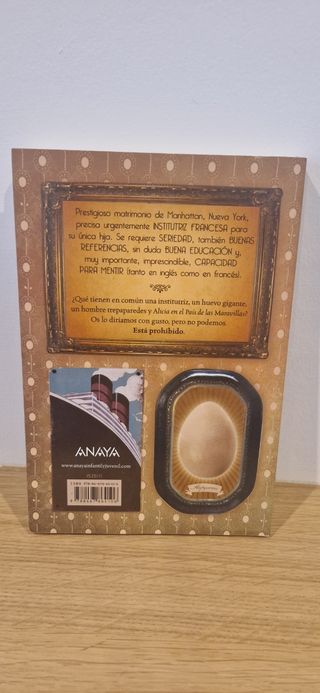 Prestigioso matrimonio de Manhattan, Nueva York,
precisa urgentemente INSTITUTRIZ FRANCESA para
su única hija. Se requiere SERIEDAD, también BUENAS
REFERENCIAS, sin duda BUENA EDUCACIÓN y,
muy importante, imprescindible, CAPACIDAD
PARA MENTIR (tanto en inglés como en francés).
¿Qué tienen en común una institutriz, un huevo gigante,
un hombre trepaparedes y Alicia en el País de las Maravillas?
Os lo diríamos con gusto, pero no podemos.
Está prohibido.
ANAYA
www.anayainfantilyjuvenil.com